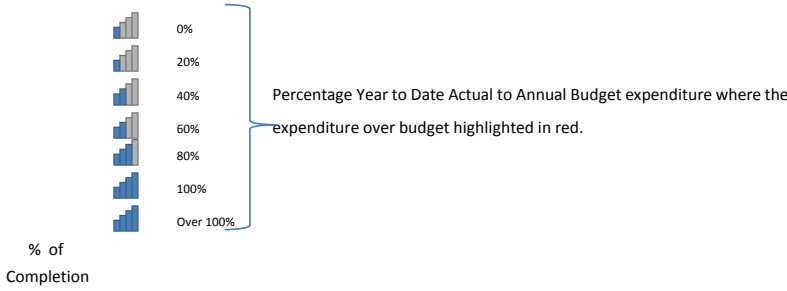 0%
20%
40%
Percentage Year to Date Actual to Annual Budget expenditure where the
60%
expenditure over budget highlighted in red.
80%
100%
Over 100%
% of
Completion